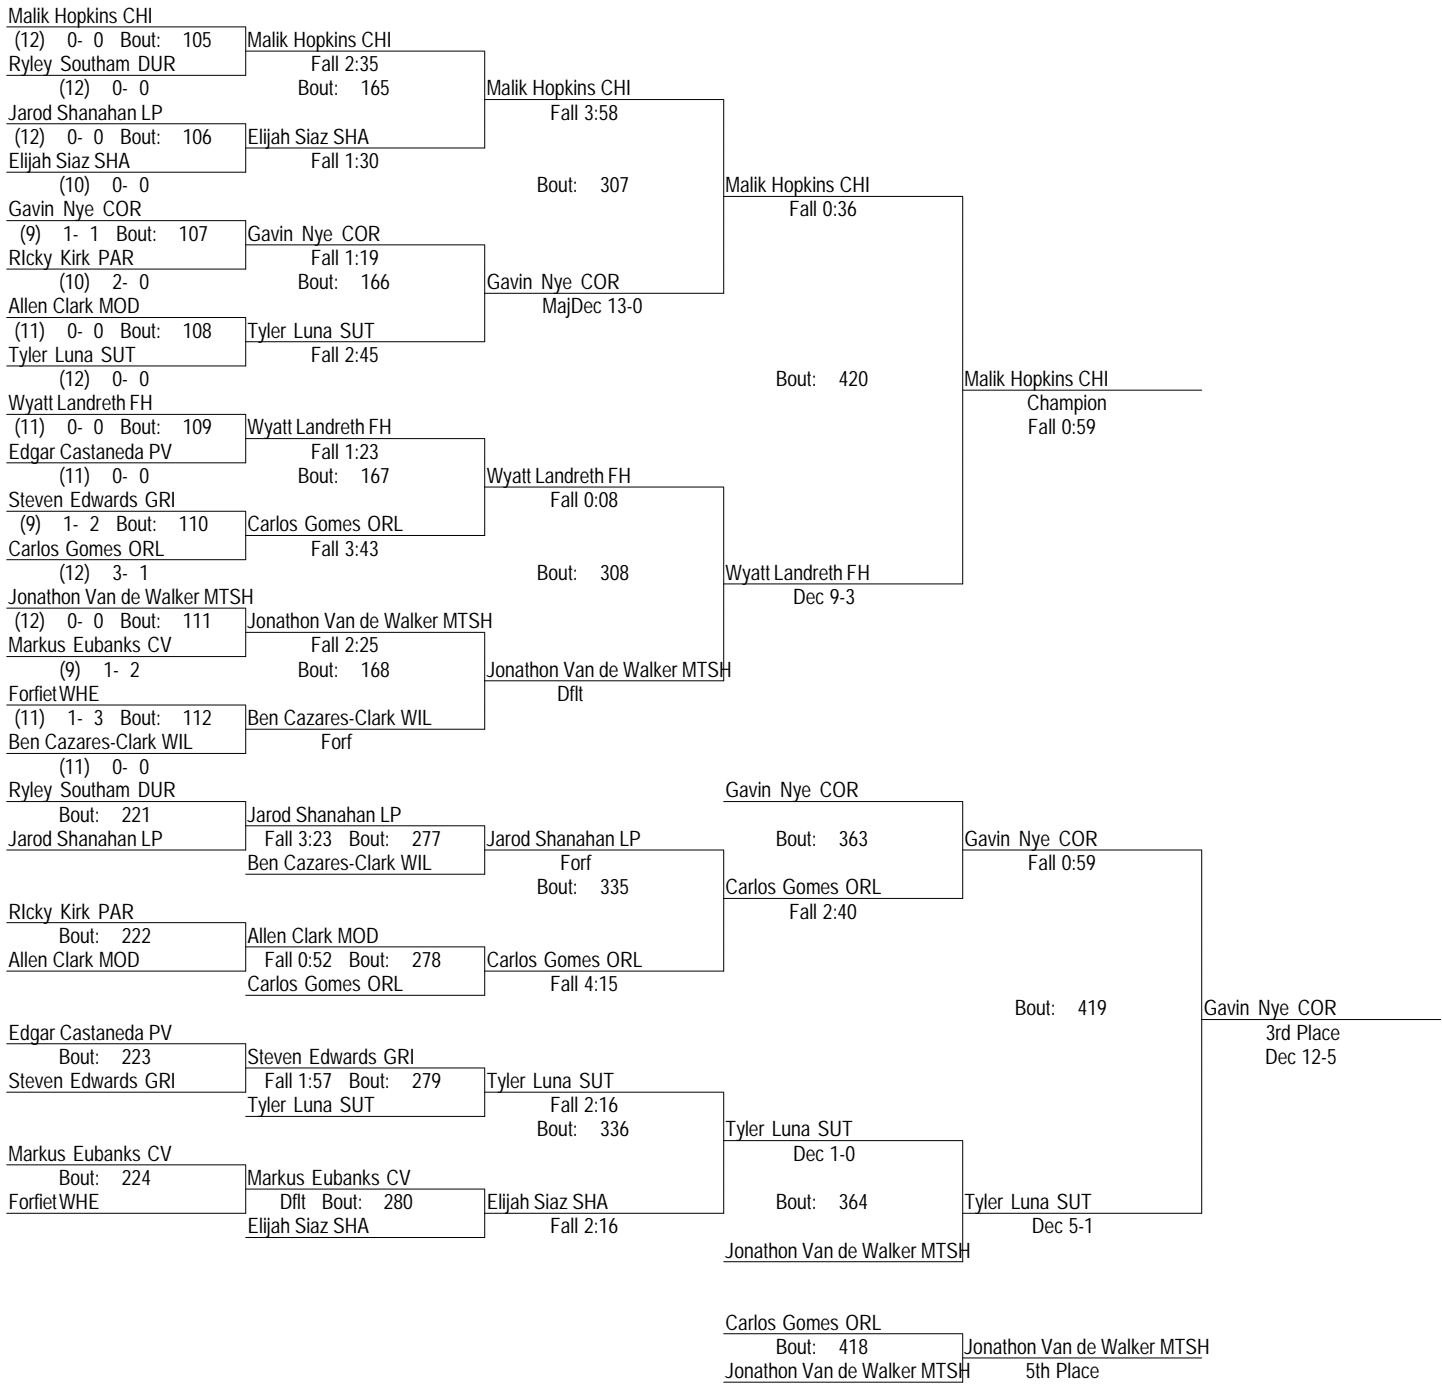 Malik Hopkins CHI
(12) 0- 0 Bout: 105 Malik Hopkins CHI
Ryley Southam DUR Fall 2:35
(12) 0- 0 Bout: 165 Malik Hopkins CHI
Jarod Shanahan LP Fall 3:58
(12) 0- 0 Bout: 106 Elijah Siaz SHA
Elijah Siaz SHA Fall 1:30
(10) 0- 0 Bout: 307 Malik Hopkins CHI
Gavin Nye COR Fall 0:36
(9) 1- 1 Bout: 107 Gavin Nye COR
RIcky Kirk PAR Fall 1:19
(10) 2- 0 Bout: 166 Gavin Nye COR
Allen Clark MOD MajDec 13-0
(11) 0- 0 Bout: 108 Tyler Luna SUT
Tyler Luna SUT Fall 2:45
(12) 0- 0 Bout: 420 Malik Hopkins CHI
Wyatt Landreth FH Champion
(11) 0- 0 Bout: 109 Wyatt Landreth FH Fall 0:59
Edgar Castaneda PV Fall 1:23
(11) 0- 0 Bout: 167 Wyatt Landreth FH
Steven Edwards GRI Fall 0:08
(9) 1- 2 Bout: 110 Carlos Gomes ORL
Carlos Gomes ORL Fall 3:43
(12) 3- 1 Bout: 308 Wyatt Landreth FH
Jonathon Van de Walker MTSH Dec 9-3
(12) 0- 0 Bout: 111 Jonathon Van de Walker MTSH
Markus Eubanks CV Fall 2:25
(9) 1- 2 Bout: 168 Jonathon Van de Walker MTSH
Forfiet WHE Dflt
(11) 1- 3 Bout: 112 Ben Cazares-Clark WIL
Ben Cazares-Clark WIL Forf
(11) 0- 0
Ryley Southam DUR Gavin Nye COR
Bout: 221 Jarod Shanahan LP
Jarod Shanahan LP Fall 3:23 Bout: 277 Jarod Shanahan LP Bout: 363 Gavin Nye COR
Ben Cazares-Clark WIL Forf Fall 0:59
Bout: 335 Carlos Gomes ORL
RIcky Kirk PAR Fall 2:40
Bout: 222 Allen Clark MOD
Allen Clark MOD Fall 0:52 Bout: 278 Carlos Gomes ORL
Carlos Gomes ORL Fall 4:15
Bout: 419 Gavin Nye COR
Edgar Castaneda PV 3rd Place
Bout: 223 Steven Edwards GRI Dec 12-5
Steven Edwards GRI Fall 1:57 Bout: 279 Tyler Luna SUT
Tyler Luna SUT Fall 2:16
Bout: 336 Tyler Luna SUT
Markus Eubanks CV Dec 1-0
Bout: 224 Markus Eubanks CV
Forfiet WHE Dflt Bout: 280 Elijah Siaz SHA Bout: 364 Tyler Luna SUT
Elijah Siaz SHA Fall 2:16 Dec 5-1
Jonathon Van de Walker MTSH
Carlos Gomes ORL
Bout: 418 Jonathon Van de Walker MTSH
Jonathon Van de Walker MTSH 5th Place